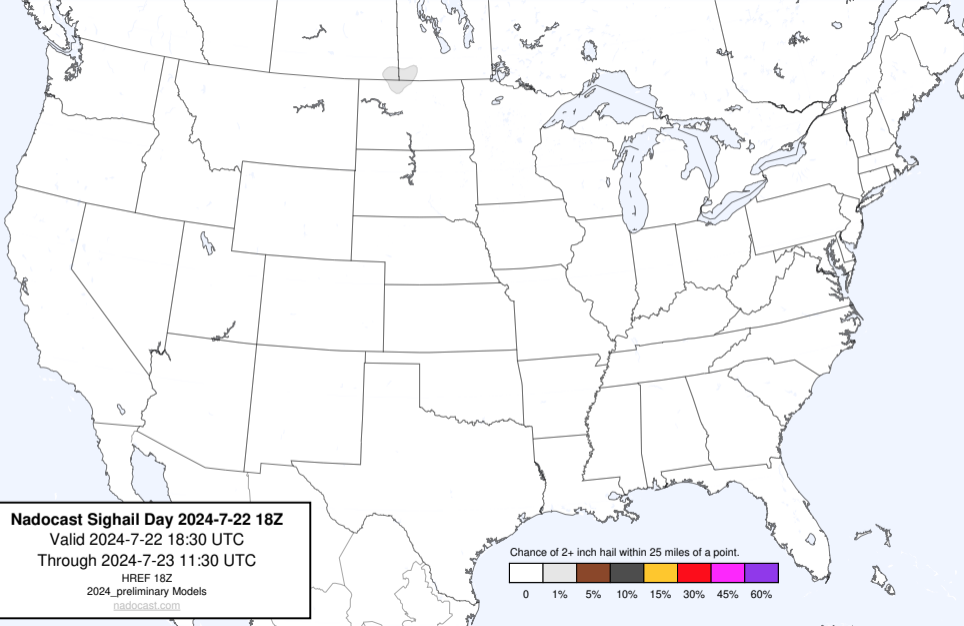 Nadocast Sighail Day 2024-7-22 18Z
Valid 2024-7-22 18:30 UTC
Through 2024-7-23 11:30 UTC
HREF 18Z
2024_preliminary Models
nadocast.com
Chance of 2+ inch hail within 25 miles of a point.
0 1% 5% 10% 15% 30% 45% 60%